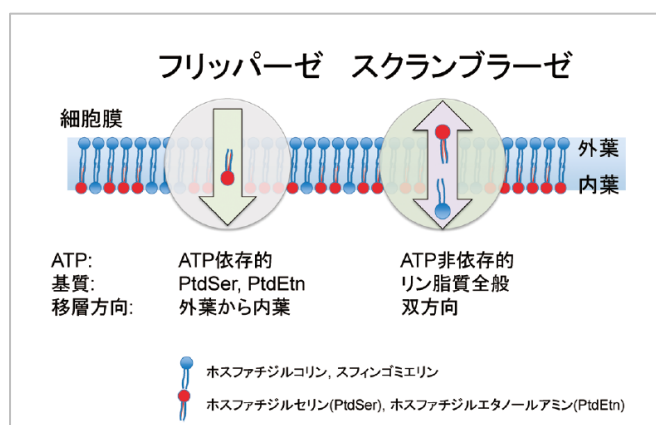 フリッパーゼ スクランブラーゼ
細胞膜
外葉
内葉
ATP: ATP依存的 ATP非依存的
基質: PtdSer, PtdEtn リン脂質全般
移層方向: 外葉から内葉 双方向
ホスファチジルコリン, スフィンゴミエリン
ホスファチジルセリン(PtdSer), ホスファチジルエタノールアミン(PtdEtn)